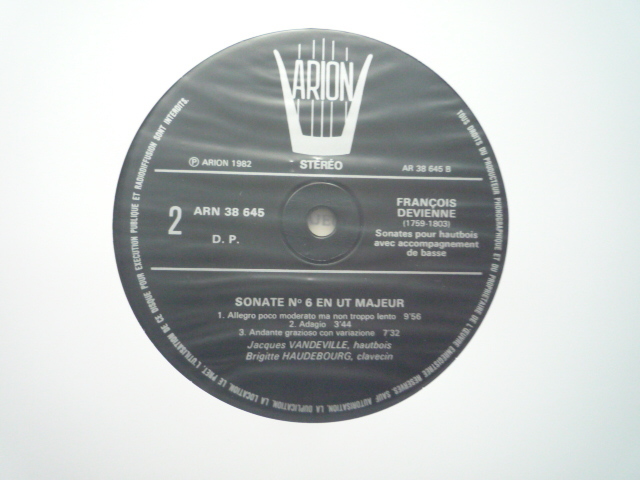 ARION
STÉRÉO
℗ ARION 1982
AR 38 645 B
2
ARN 38 645
D. P.
FRANÇOIS
DEVIENNE
(1759-1803)
Sonates pour hautbois
avec accompagnement
de basse
SONATE Nº 6 EN UT MAJEUR
1. Allegro poco moderato ma non troppo lento 9'56
2. Adagio 3'44
3. Andante grazioso con variazione 7'32
Jacques VANDEVILLE, hautbois
Brigitte HAUDEBOURG, clavecin
TOUS DROITS DU PRODUCTEUR PHONOGRAPHIQUE ET DU PROPRIETAIRE DE L'ŒUVRE ENREGISTREE RESERVES. SAUF AUTORISATION, LA DUPLICATION, LA LOCATION, LE PRET, L'UTILISATION DE CE DISQUE POUR EXECUTION PUBLIQUE ET RADIODIFFUSION SONT INTERDITS.